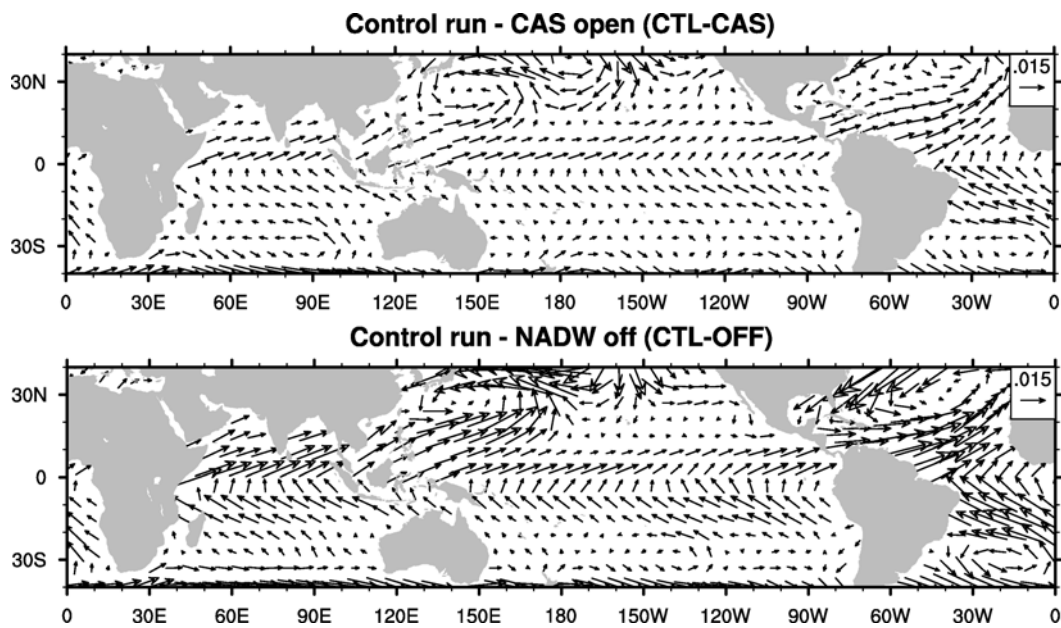 Control run - CAS open (CTL-CAS)
.015
30N
0
30S
0 30E 60E 90E 120E 150E 180 150W 120W 90W 60W 30W 0
Control run - NADW off (CTL-OFF)
.015
30N
0
30S
0 30E 60E 90E 120E 150E 180 150W 120W 90W 60W 30W 0